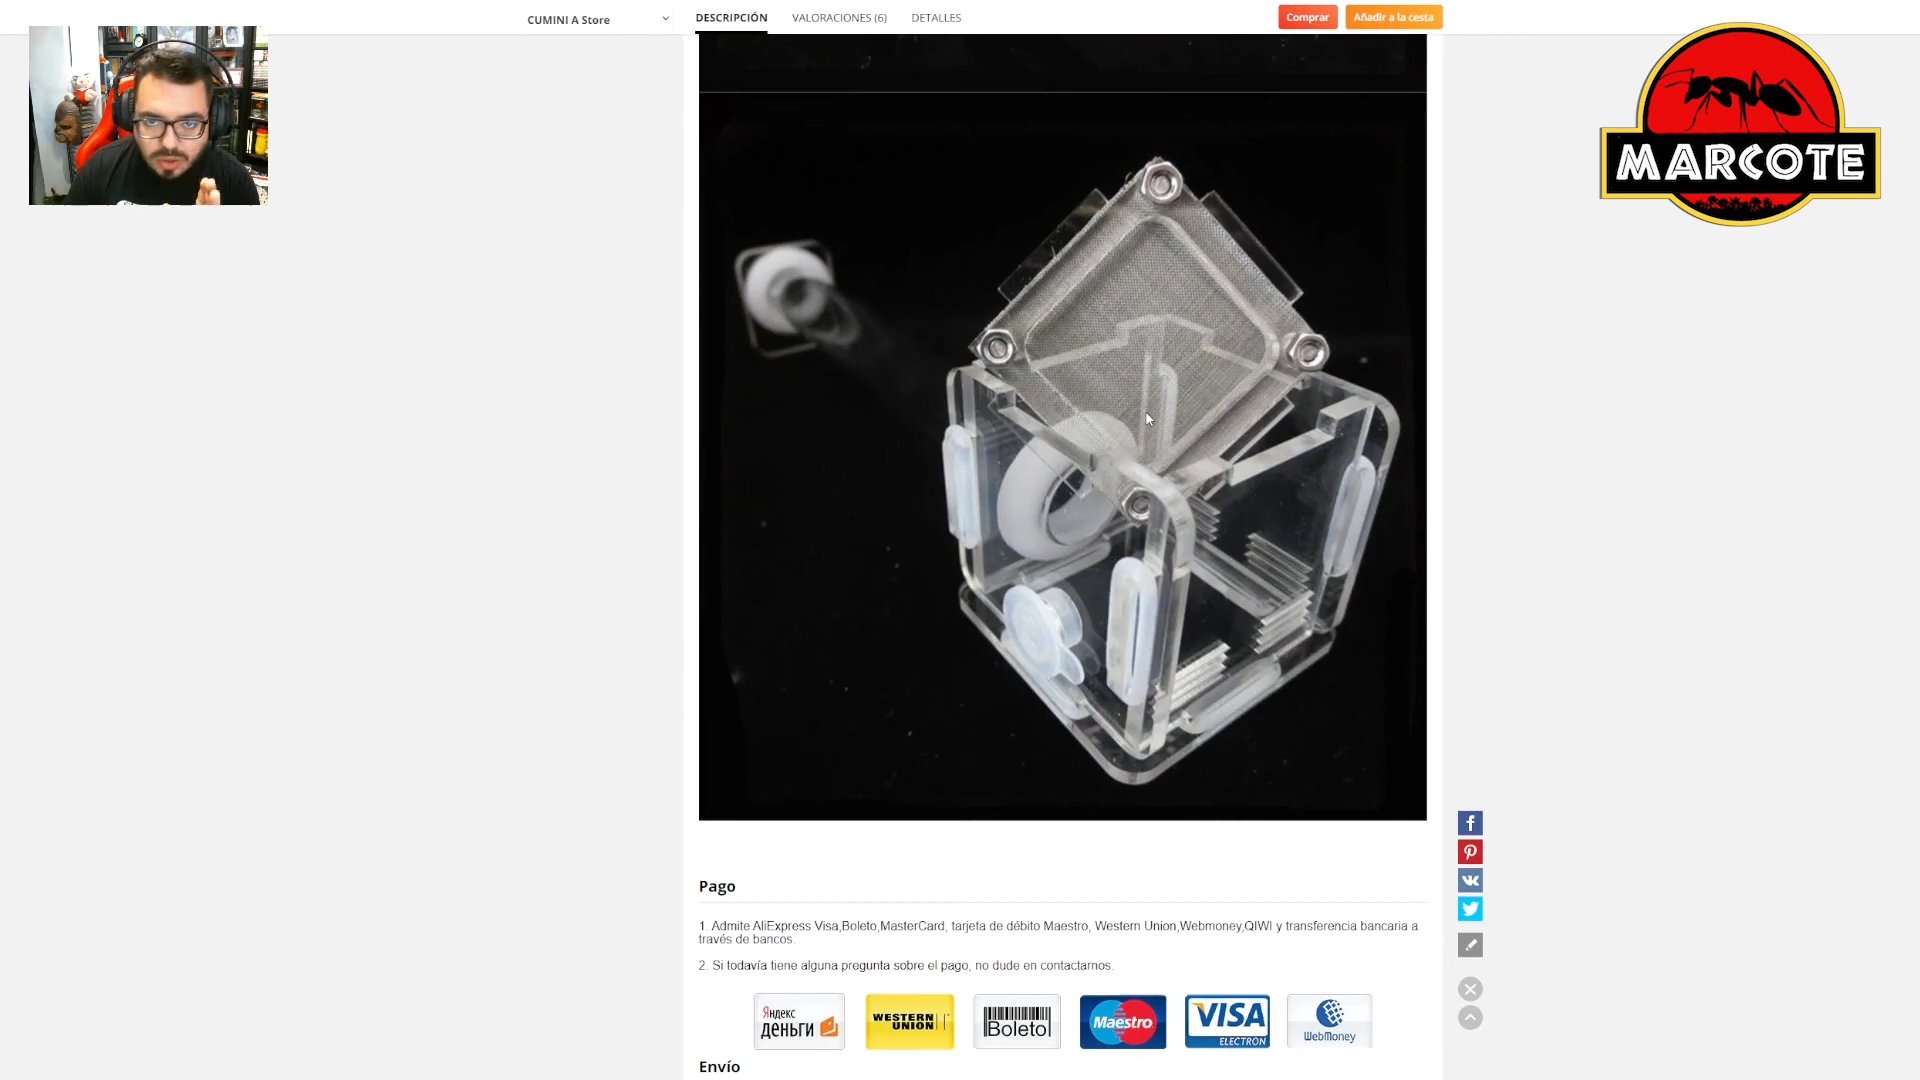 CUMINI A Store
DESCRIPCIÓN
VALORACIONES (6)
DETALLES
Comprar
Añadir a la cesta
MARCOTE
Pago
1. Admite AliExpress Visa,Boleto,MasterCard, tarjeta de débito Maestro, Western Union,Webmoney,QIWI y transferencia bancaria a
través de bancos.
2. Si todavía tiene alguna pregunta sobre el pago, no dude en contactarnos.
Яндекс
деньги
WESTERN
UNION
Boleto
Maestro
VISA
ELECTRON
WebMoney
Envío